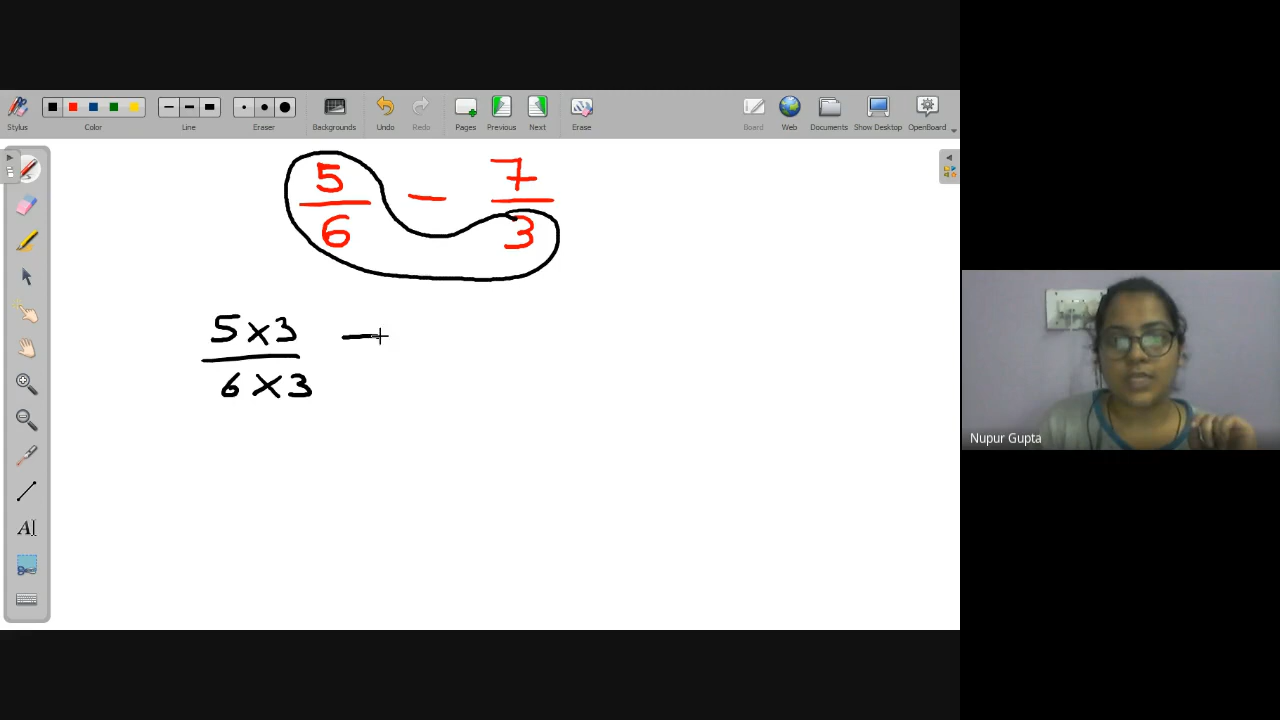 Stylus Color Line Eraser Backgrounds Undo Redo Pages Previous Next Erase Board Web Documents Show Desktop OpenBoard
5/6 − 7/3
5×3/6×3 −
A
Nupur Gupta